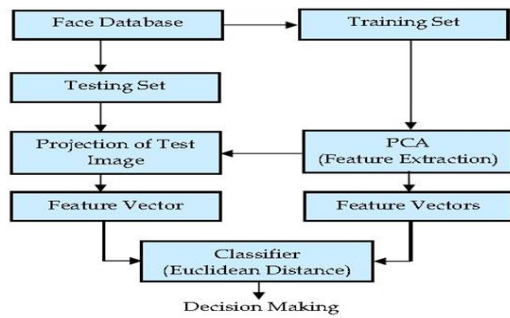 Face Database
Training Set
Testing Set
Projection of Test
Image
PCA
(Feature Extraction)
Feature Vector
Feature Vectors
Classifier
(Euclidean Distance)
Decision Making